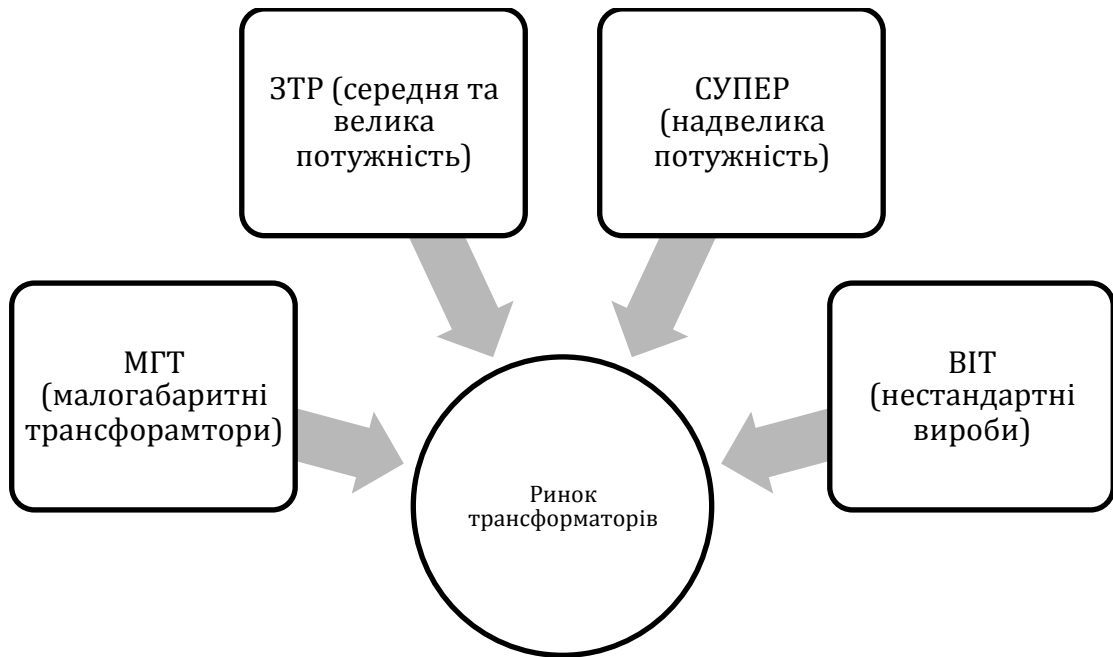 ЗТР (середня та
велика
потужність)
СУПЕР
(надвелика
потужність)
МГТ
(малогабаритні
трансфорамтори)
ВІТ
(нестандартні
вироби)
Ринок
трансформаторів